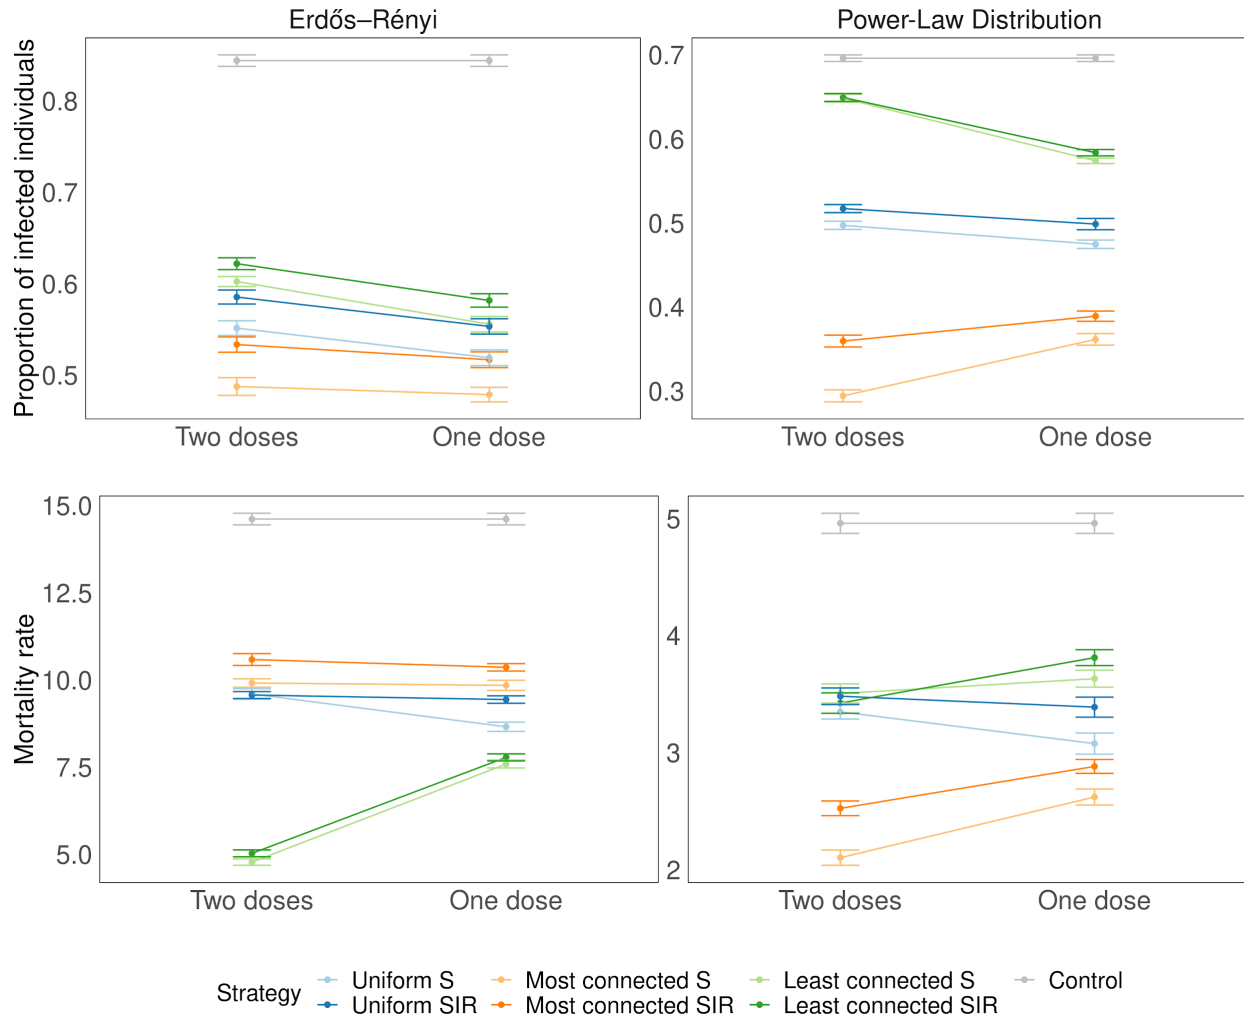 Erdős–Rényi
Power-Law Distribution
Proportion of infected individuals
0.8
0.7
0.6
0.5
0.7
0.6
0.5
0.4
0.3
Two doses
One dose
Two doses
One dose
Mortality rate
15.0
12.5
10.0
7.5
5.0
5
4
3
2
Two doses
One dose
Two doses
One dose
Strategy
Uniform S
Most connected S
Least connected S
Control
Uniform SIR
Most connected SIR
Least connected SIR